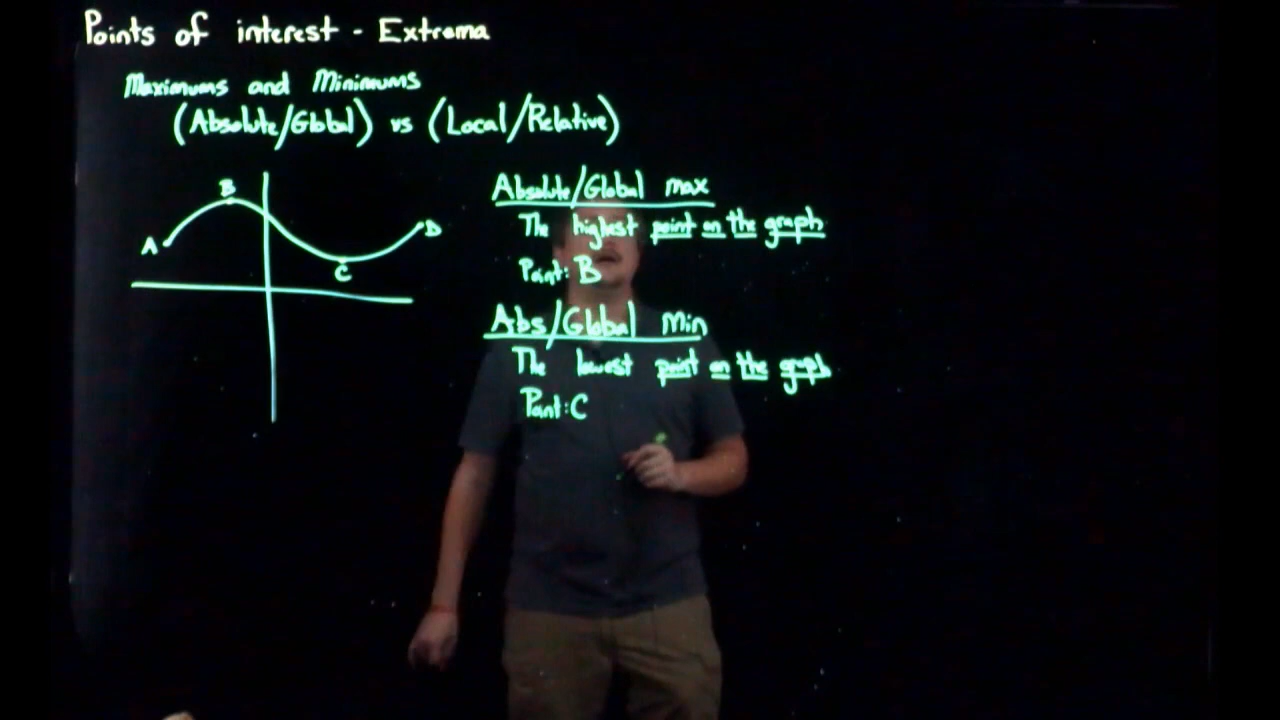 Points of interest - Extrema
Maximums and Minimums
(Absolute/Global) vs (Local/Relative)
B
A
D
C
Absolute/Global max
The highest point on the graph
Point: B
Abs/Global Min
The lowest point on the graph
Point: C